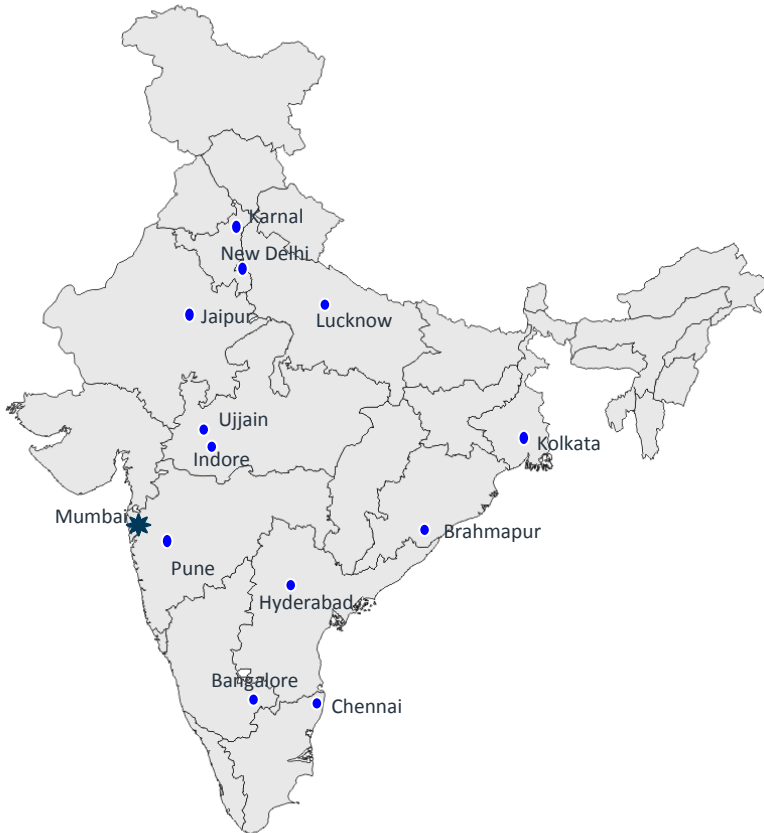 Karnal
New Delhi
Jaipur
Lucknow
Ujjain
Indore
Kolkata
Mumbai
Brahmapur
Pune
Hyderabad
Bangalore
Chennai